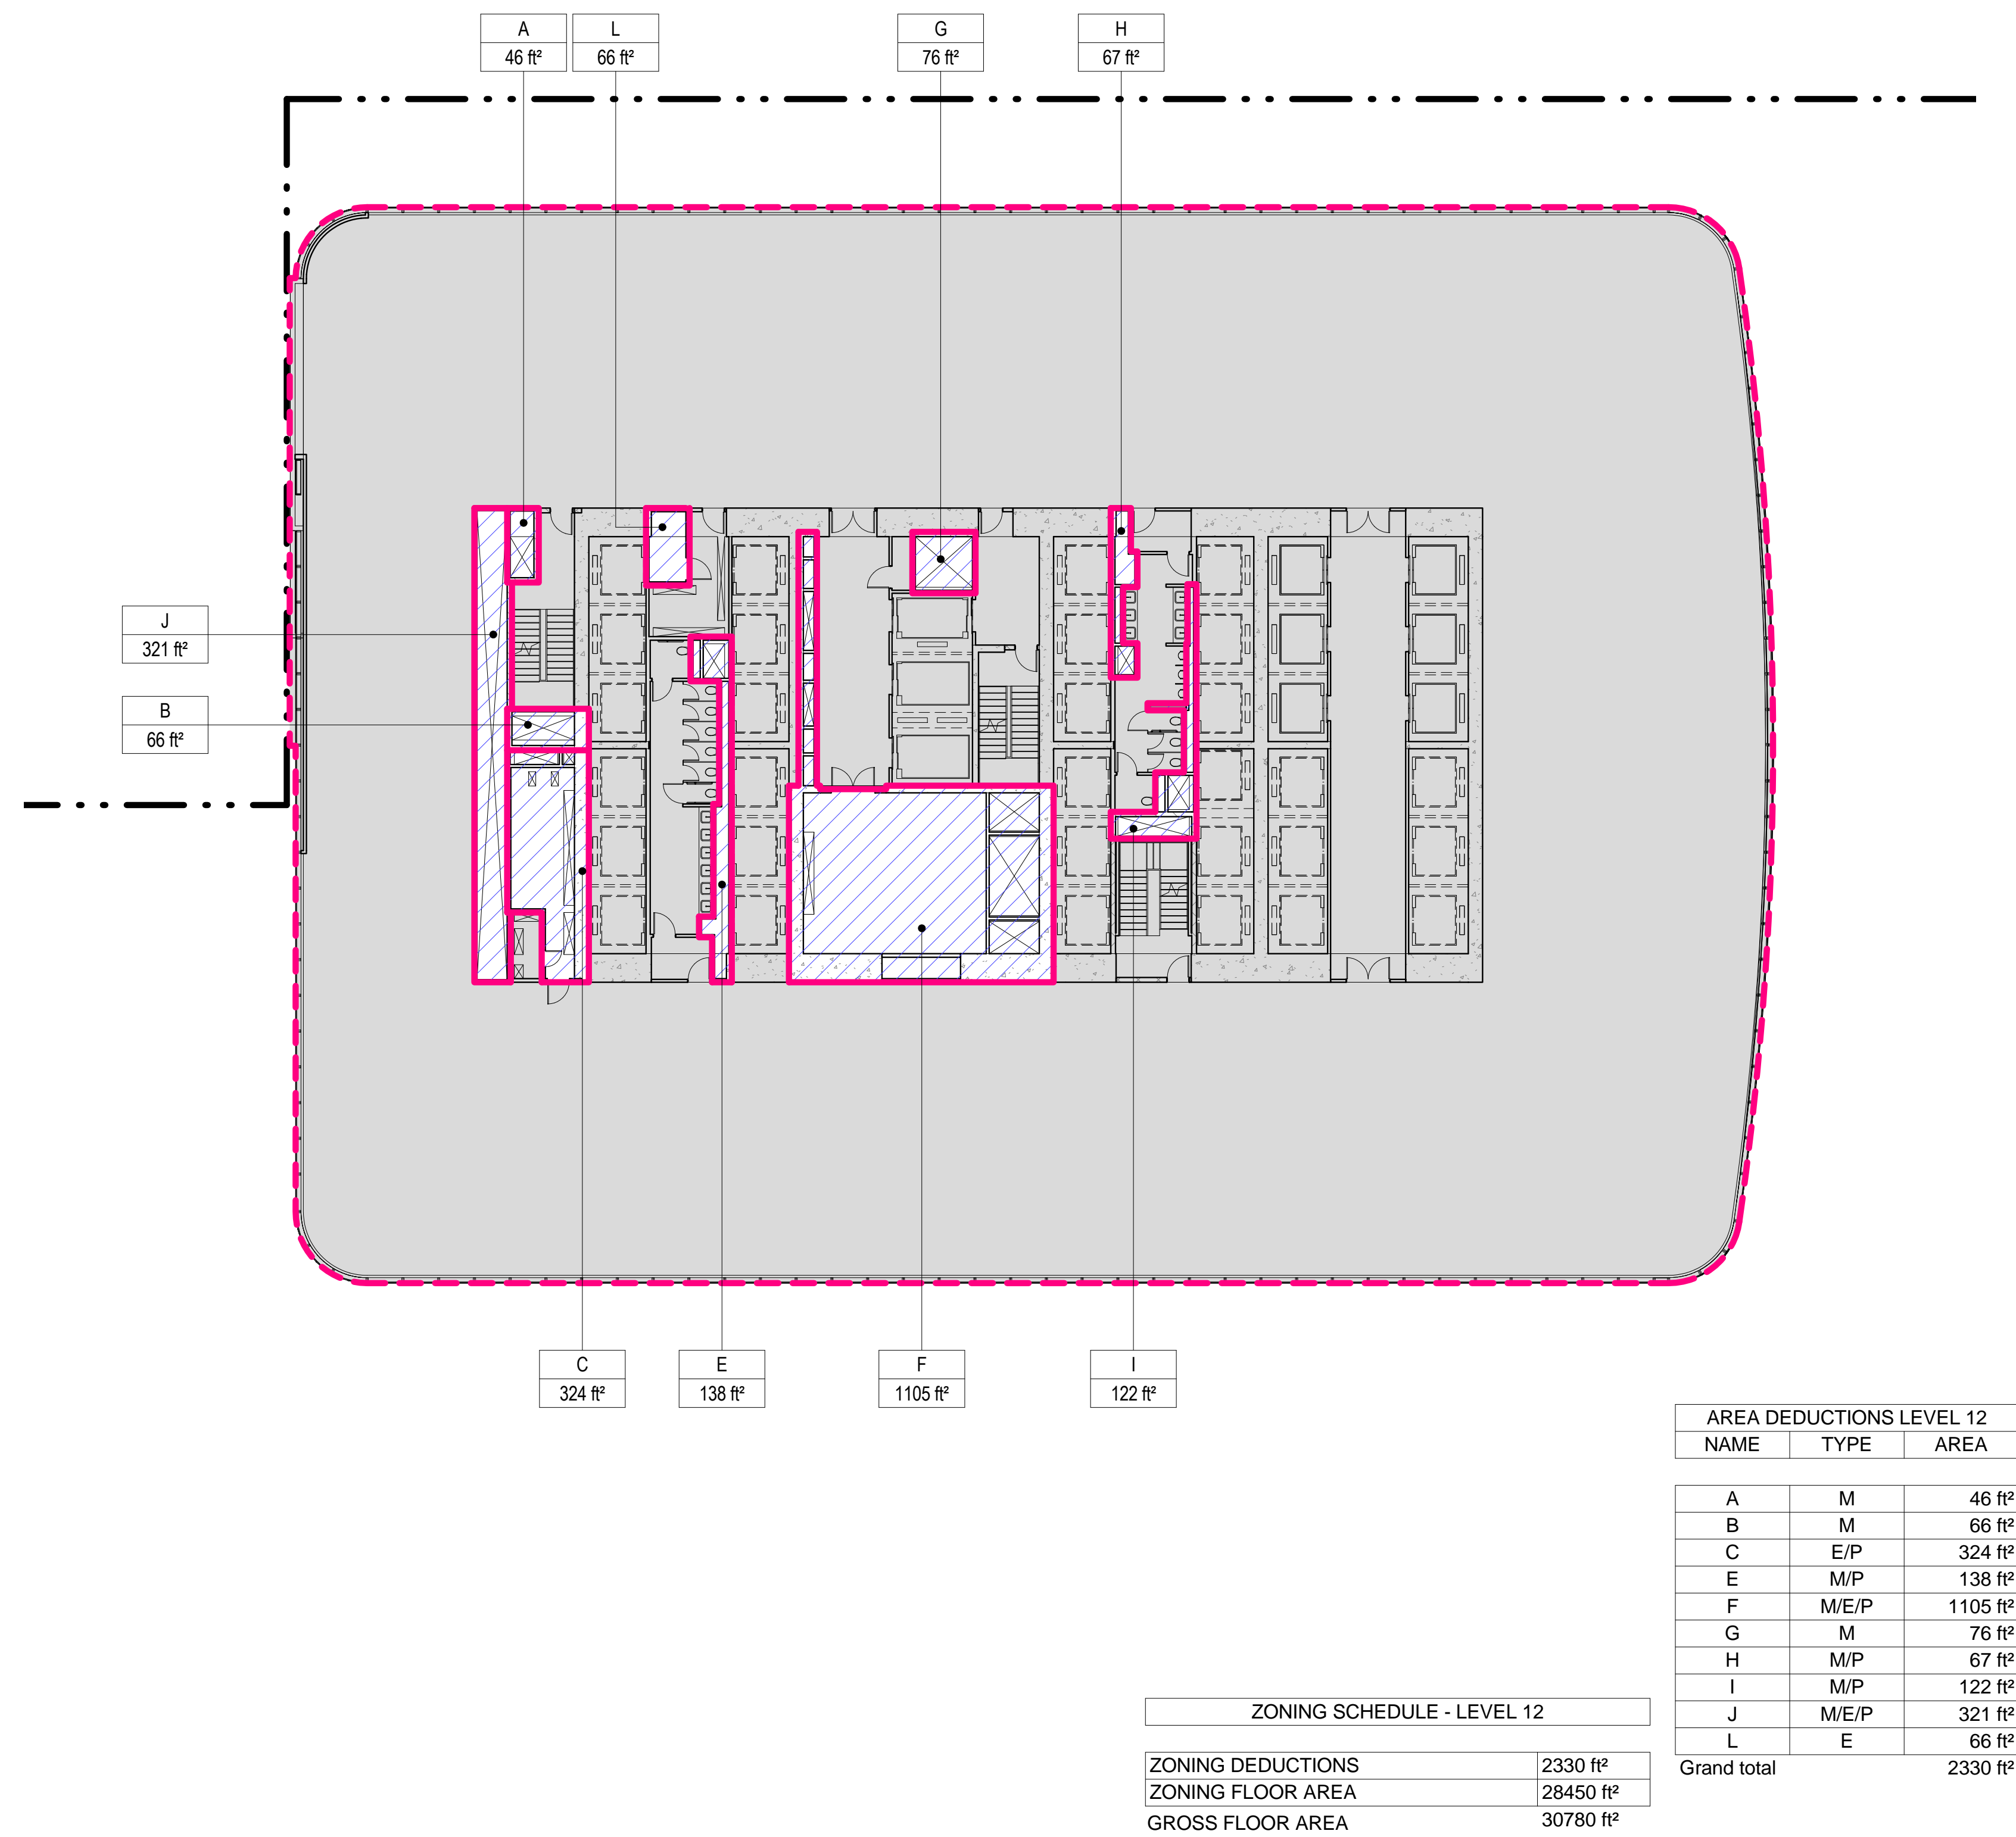 A L G H
46 ft² 66 ft² 76 ft² 67 ft²
J
321 ft²
B
66 ft²
C E F I
324 ft² 138 ft² 1105 ft² 122 ft²
AREA DEDUCTIONS LEVEL 12
NAME TYPE AREA
A M 46 ft²
B M 66 ft²
C E/P 324 ft²
E M/P 138 ft²
F M/E/P 1105 ft²
G M 76 ft²
H M/P 67 ft²
I M/P 122 ft²
J M/E/P 321 ft²
L E 66 ft²
Grand total 2330 ft²
ZONING SCHEDULE - LEVEL 12
ZONING DEDUCTIONS 2330 ft²
ZONING FLOOR AREA 28450 ft²
GROSS FLOOR AREA 30780 ft²